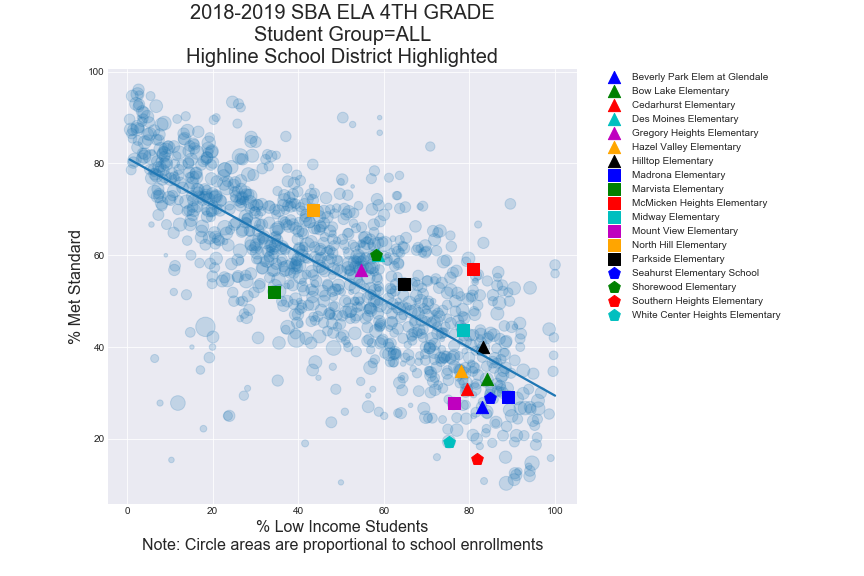 2018-2019 SBA ELA 4TH GRADE
Student Group=ALL
Highline School District Highlighted
100
80
60
40
20
% Met Standard
0
20
40
60
80
100
% Low Income Students
Note: Circle areas are proportional to school enrollments
Beverly Park Elem at Glendale
Bow Lake Elementary
Cedarhurst Elementary
Des Moines Elementary
Gregory Heights Elementary
Hazel Valley Elementary
Hilltop Elementary
Madrona Elementary
Marvista Elementary
McMicken Heights Elementary
Midway Elementary
Mount View Elementary
North Hill Elementary
Parkside Elementary
Seahurst Elementary School
Shorewood Elementary
Southern Heights Elementary
White Center Heights Elementary